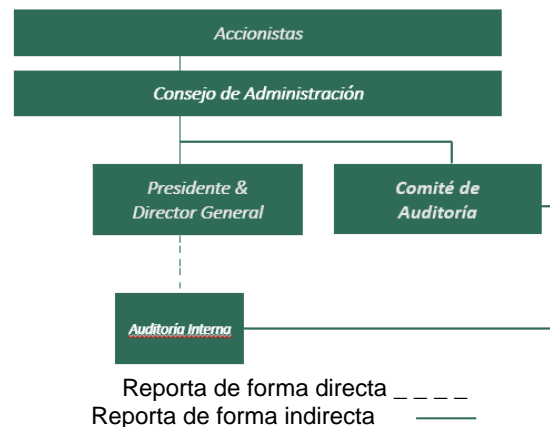 Accionistas
Consejo de Administración
Presidente &
Director General
Comité de
Auditoría
Auditoría Interna
Reporta de forma directa _ _ _ _
Reporta de forma indirecta ——